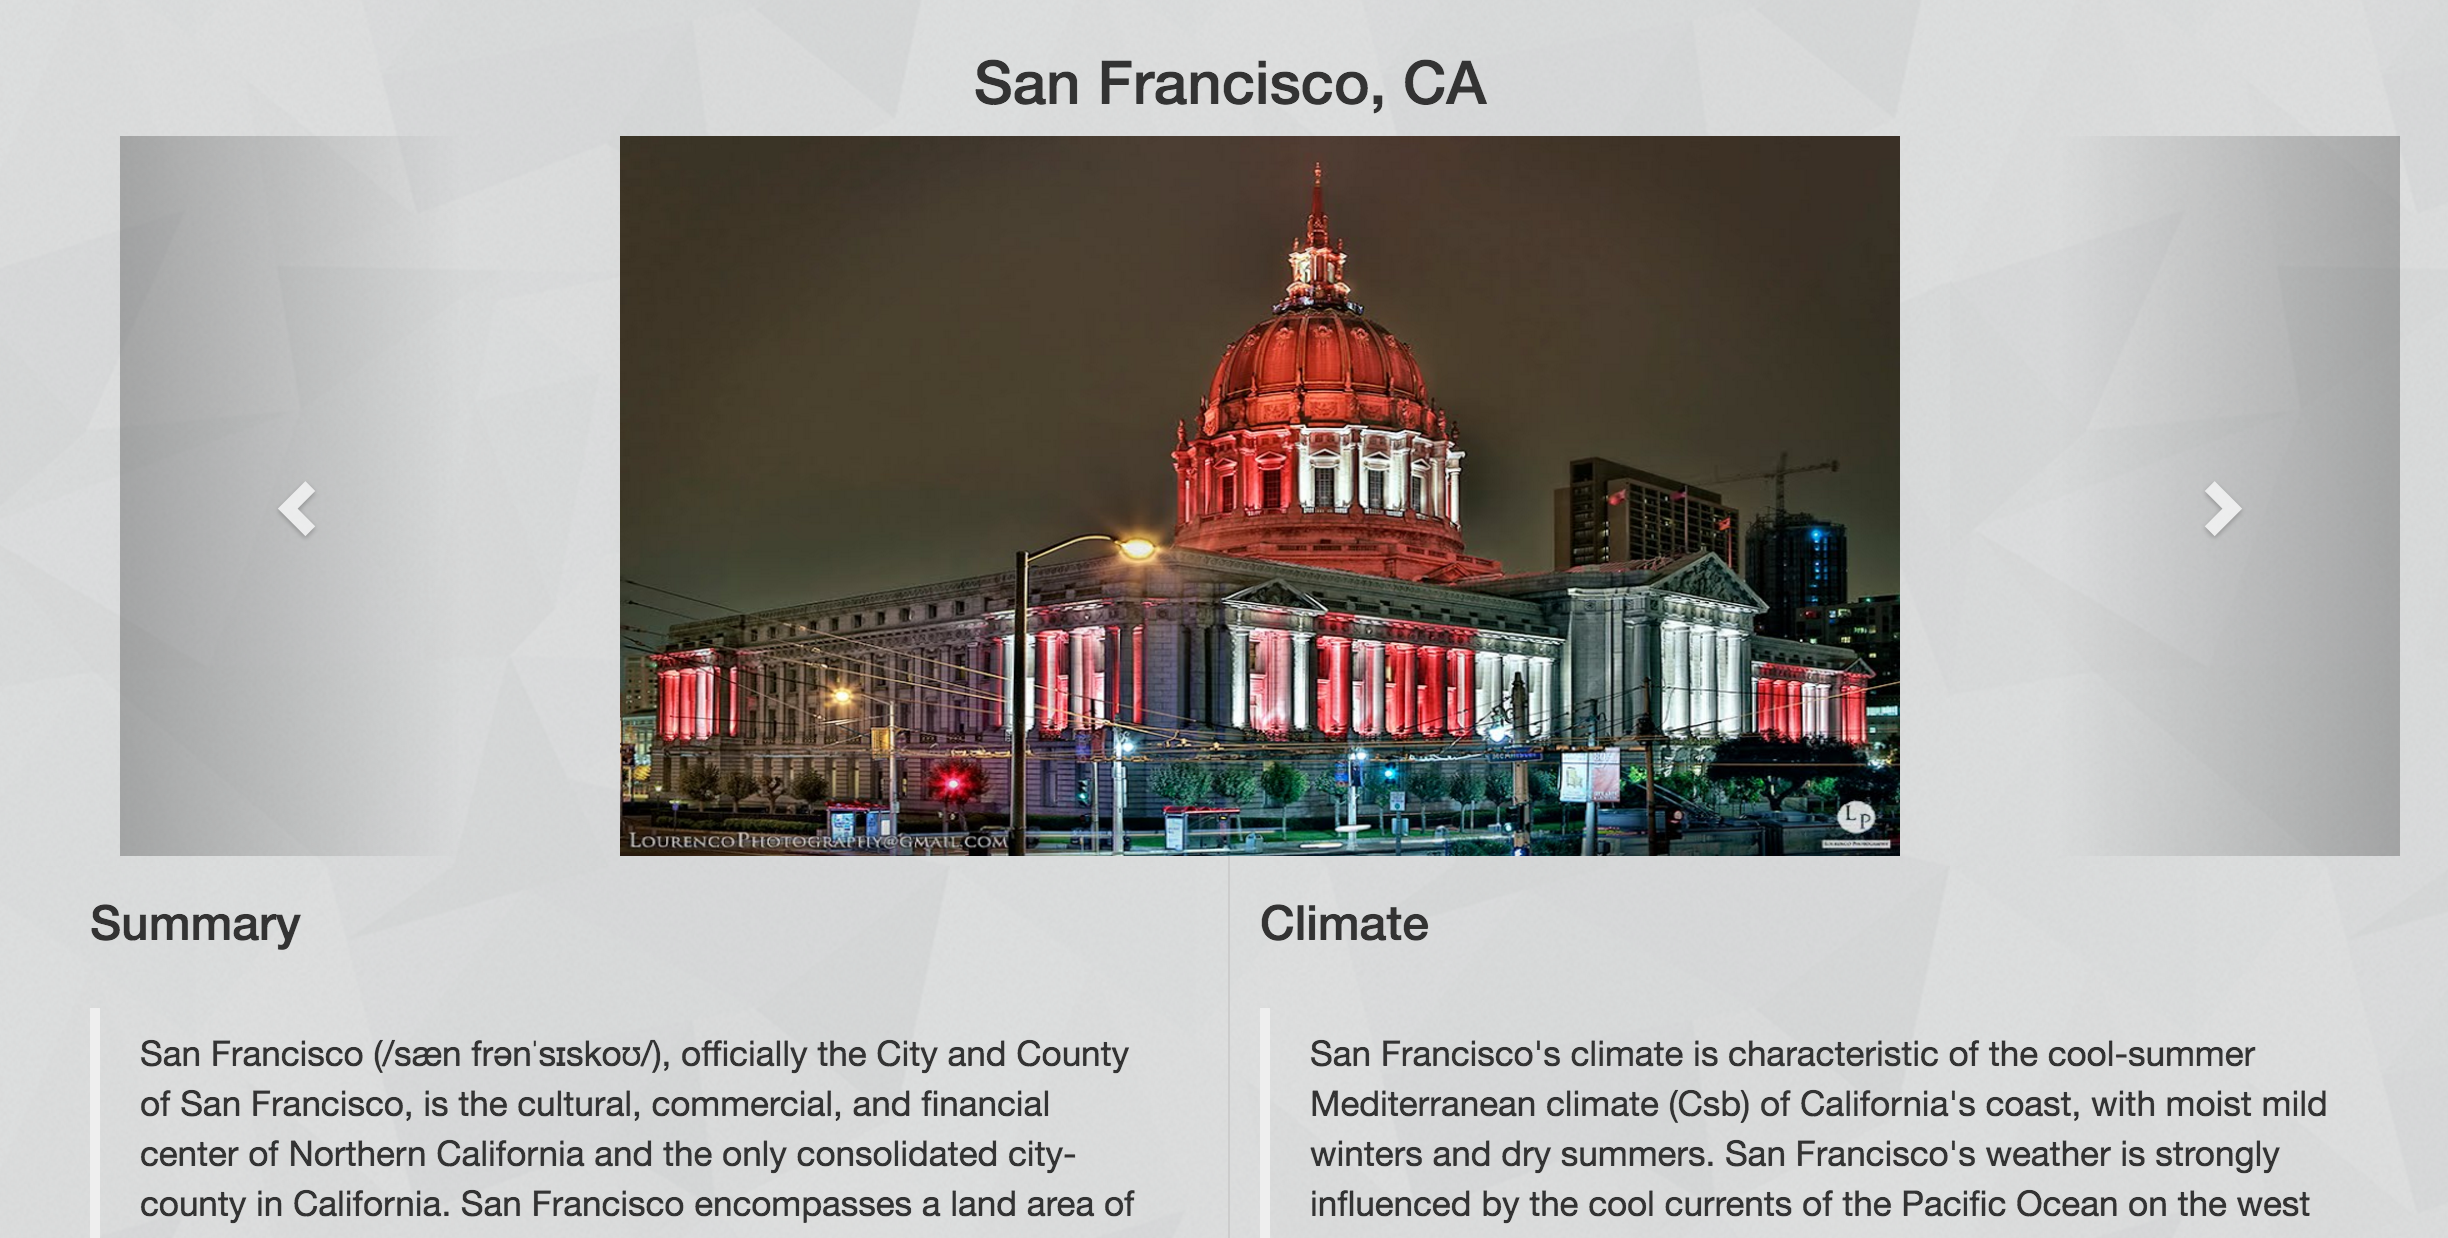 San Francisco, CA
LOURENCOPHOTOGRAPHY@GMAIL.COM
LP
LOURENCO PHOTOGRAPHY
Summary
San Francisco (/sæn frənˈsɪskoʊ/), officially the City and County
of San Francisco, is the cultural, commercial, and financial
center of Northern California and the only consolidated city-
county in California. San Francisco encompasses a land area of
Climate
San Francisco's climate is characteristic of the cool-summer
Mediterranean climate (Csb) of California's coast, with moist mild
winters and dry summers. San Francisco's weather is strongly
influenced by the cool currents of the Pacific Ocean on the west